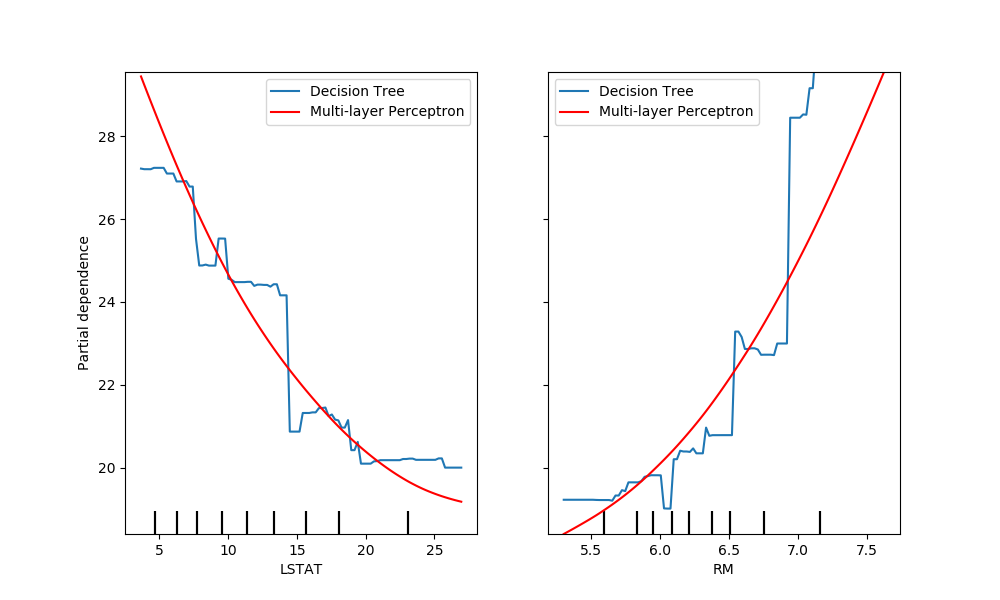 Decision Tree
Multi-layer Perceptron
Partial dependence
28
26
24
22
20
5 10 15 20 25
LSTAT
Decision Tree
Multi-layer Perceptron
5.5 6.0 6.5 7.0 7.5
RM